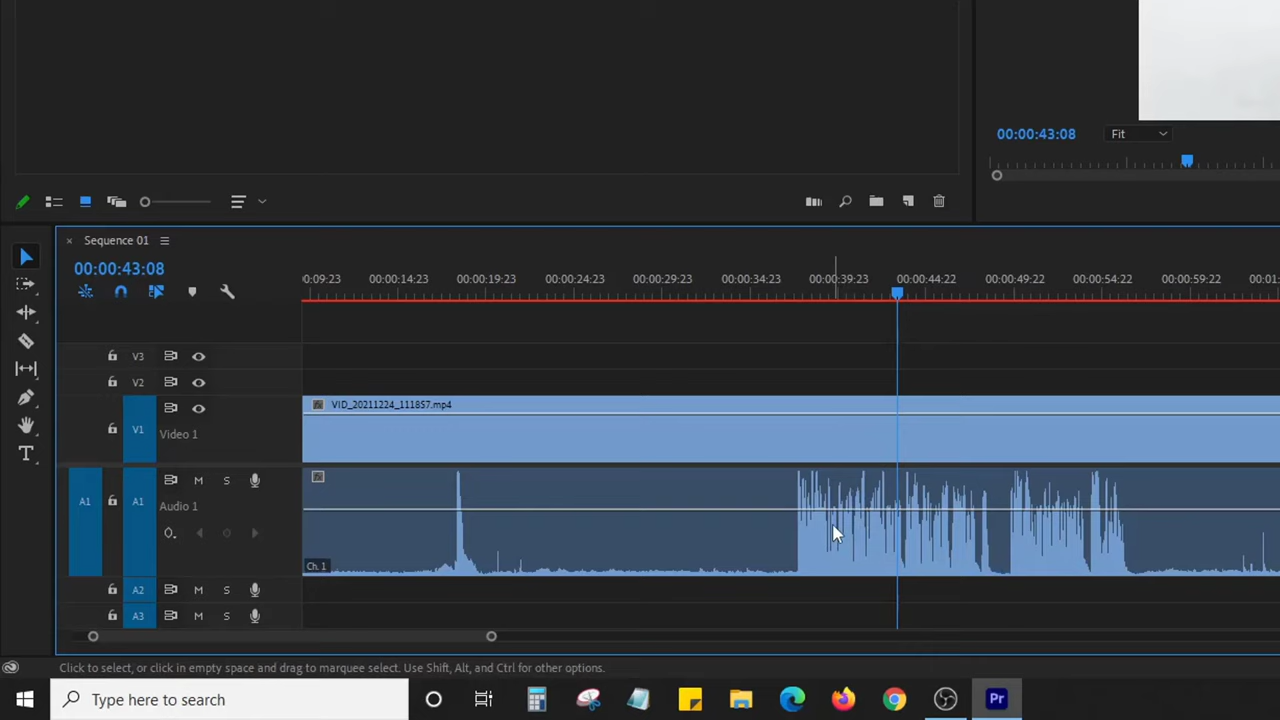 00:00:43:08
Fit
Sequence 01
00:00:43:08
:0:09:23 00:00:14:23 00:00:19:23 00:00:24:23 00:00:29:23 00:00:34:23 00:00:39:23 00:00:44:22 00:00:49:22 00:00:54:22 00:00:59:22 00:01:
V3
V2
VID_20211224_111857.mp4
V1 Video 1
M S
A1 A1 Audio 1
Ch. 1
A2 M S
A3 M S
Click to select, or click in empty space and drag to marquee select. Use Shift, Alt, and Ctrl for other options.
Type here to search
Pr